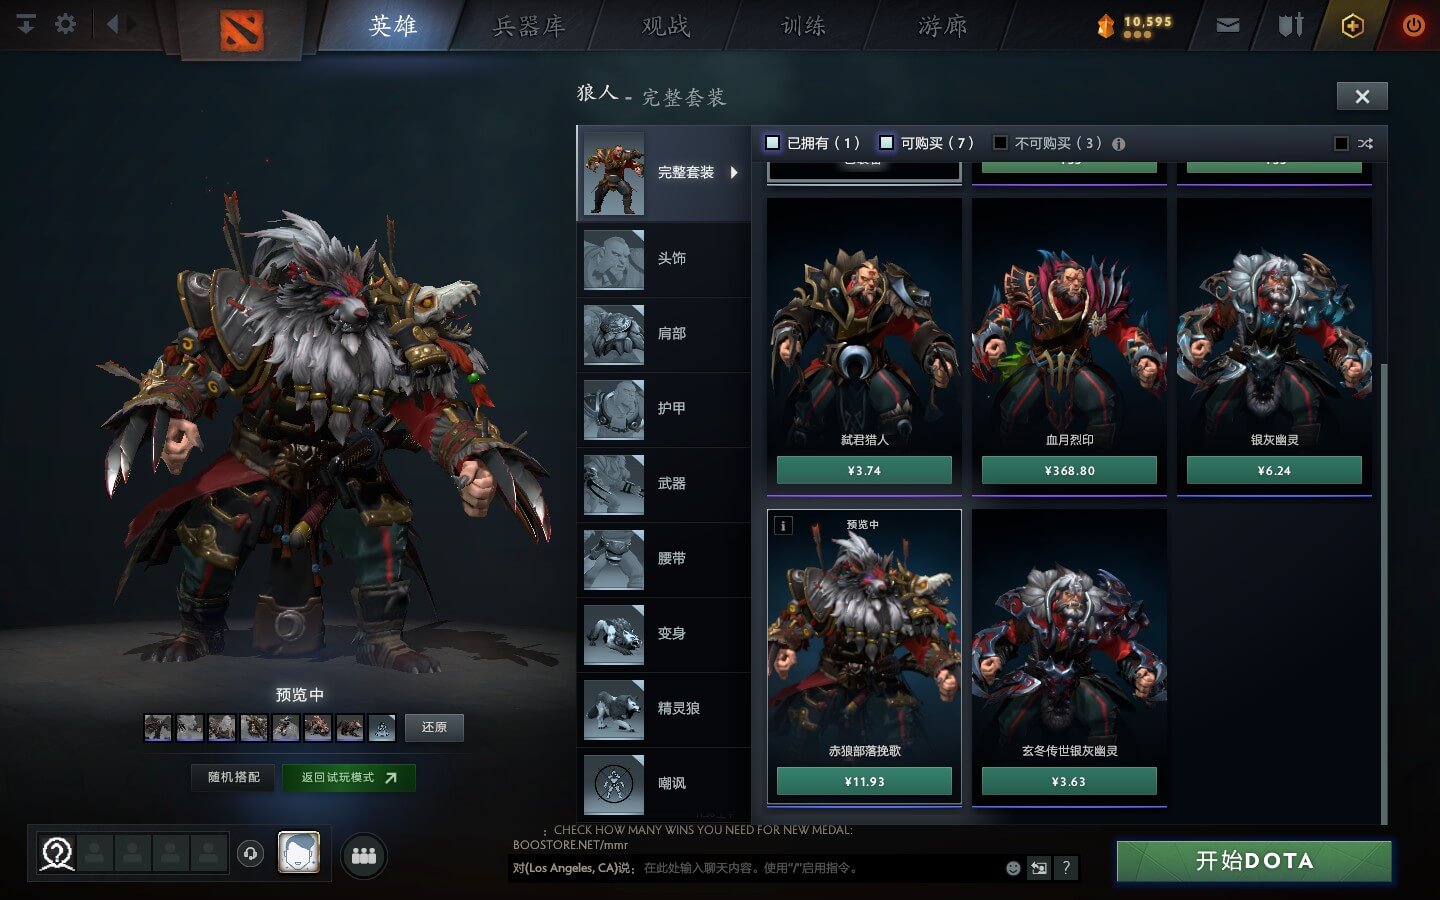 英雄
兵器库
观战
训练
游廊
10,595
狼人 - 完整套装
已拥有（1）
可购买（7）
不可购买（3）
完整套装
头饰
肩部
护甲
武器
腰带
变身
精灵狼
嘲讽
弑君猎人
¥3.74
血月烈印
¥368.80
银灰幽灵
¥6.24
预览中
赤狼部落挽歌
¥11.93
玄冬传世银灰幽灵
¥3.63
预览中
还原
随机搭配
返回试玩模式
: CHECK HOW MANY WINS YOU NEED FOR NEW MEDAL:
BOOSTORE.NET/mmr
对(Los Angeles, CA)说: 在此处输入聊天内容。使用“/”启用指令。
?
开始DOTA